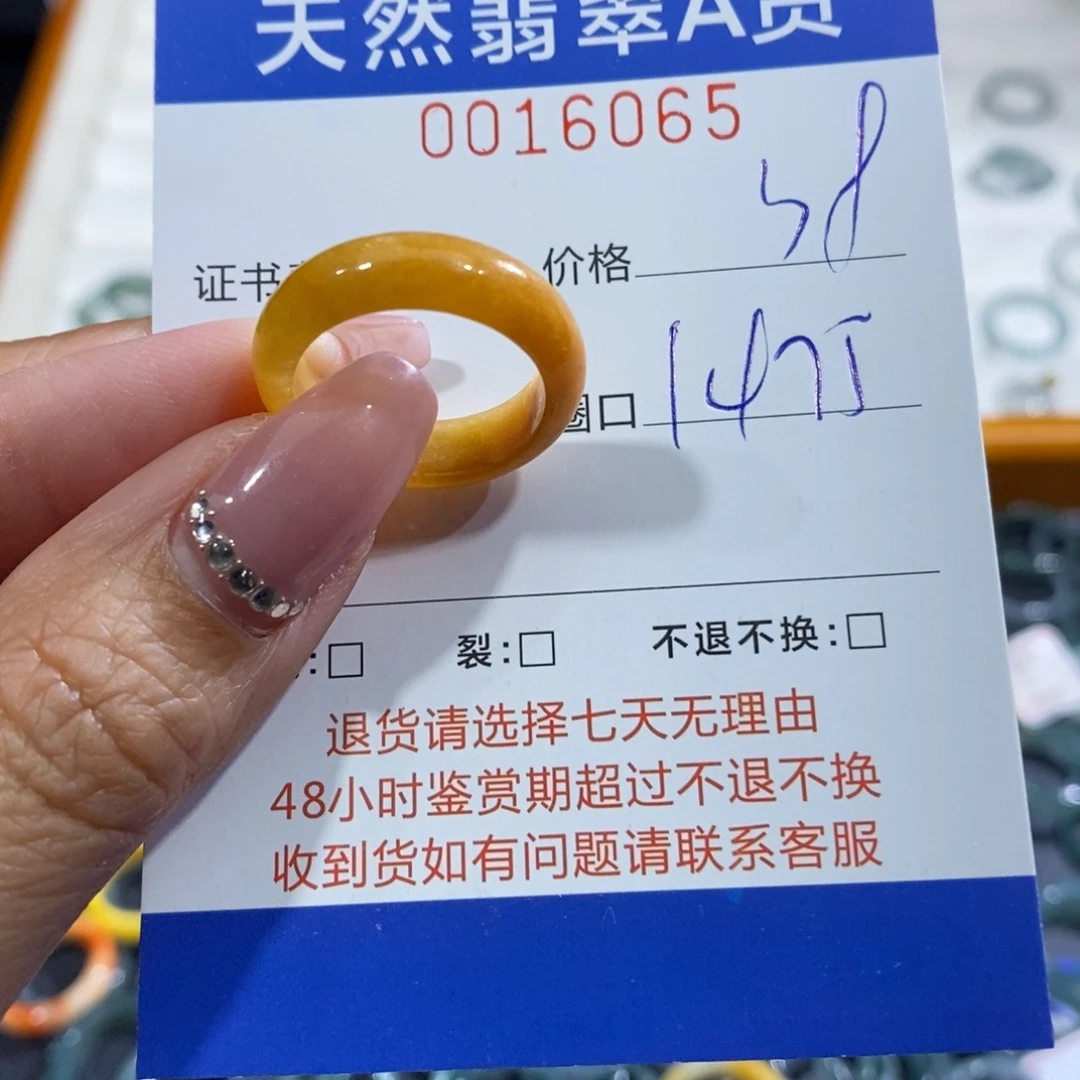 天然翡翠A货
0016065
证书 价格 58
圈口 14.75
裂:□ 不退不换:□
退货请选择七天无理由
48小时鉴赏期超过不退不换
收到货如有问题请联系客服